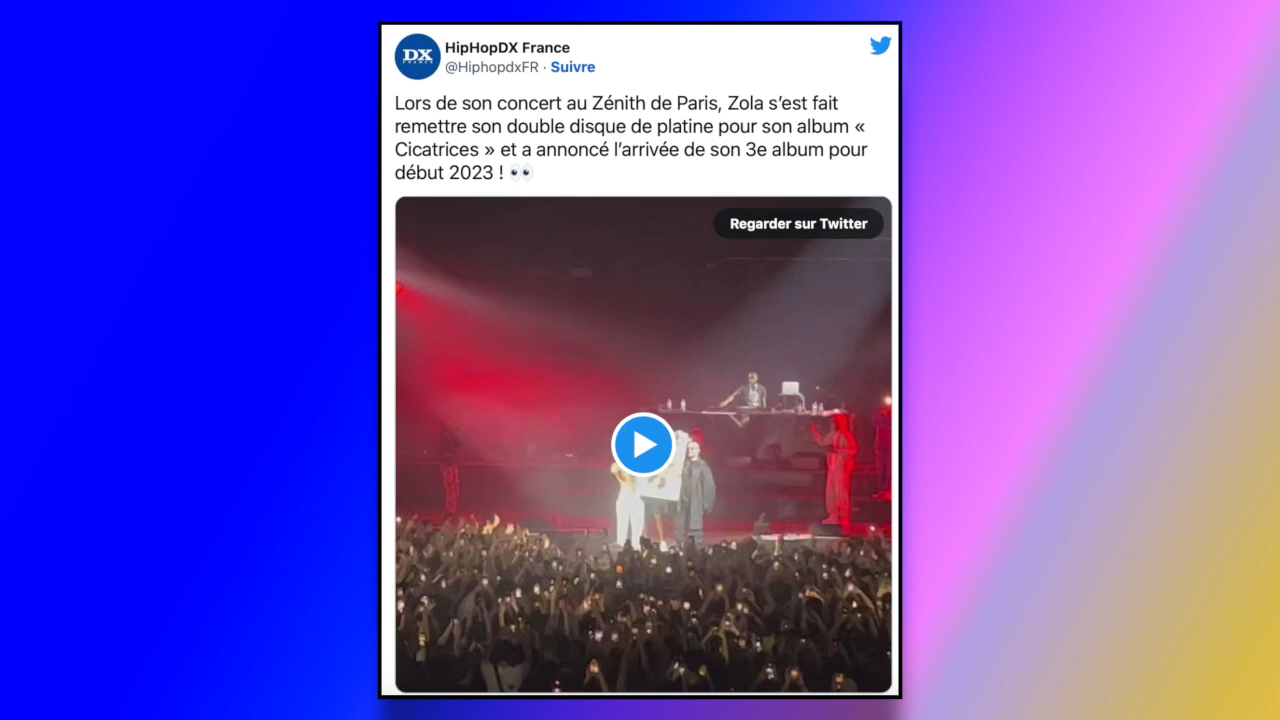 DX
FRANCE
HipHopDX France
@HiphopdxFR · Suivre
Lors de son concert au Zénith de Paris, Zola s’est fait
remettre son double disque de platine pour son album «
Cicatrices » et a annoncé l’arrivée de son 3e album pour
début 2023 ! 👀
Regarder sur Twitter